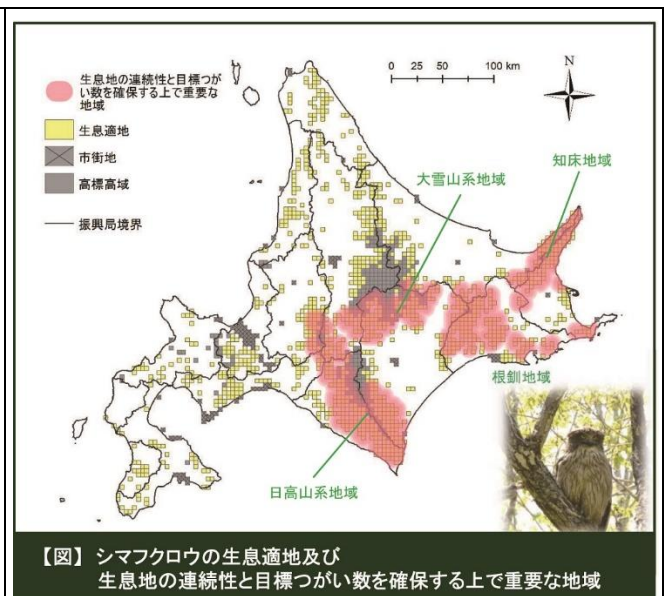 生息地の連続性と目標つが
い数を確保する上で重要な
地域
生息適地
市街地
高標高域
振興局境界
0 25 50 100 km
N
大雪山系地域
知床地域
根釧地域
日高山系地域
【図】 シマフクロウの生息適地及び
生息地の連続性と目標つがい数を確保する上で重要な地域